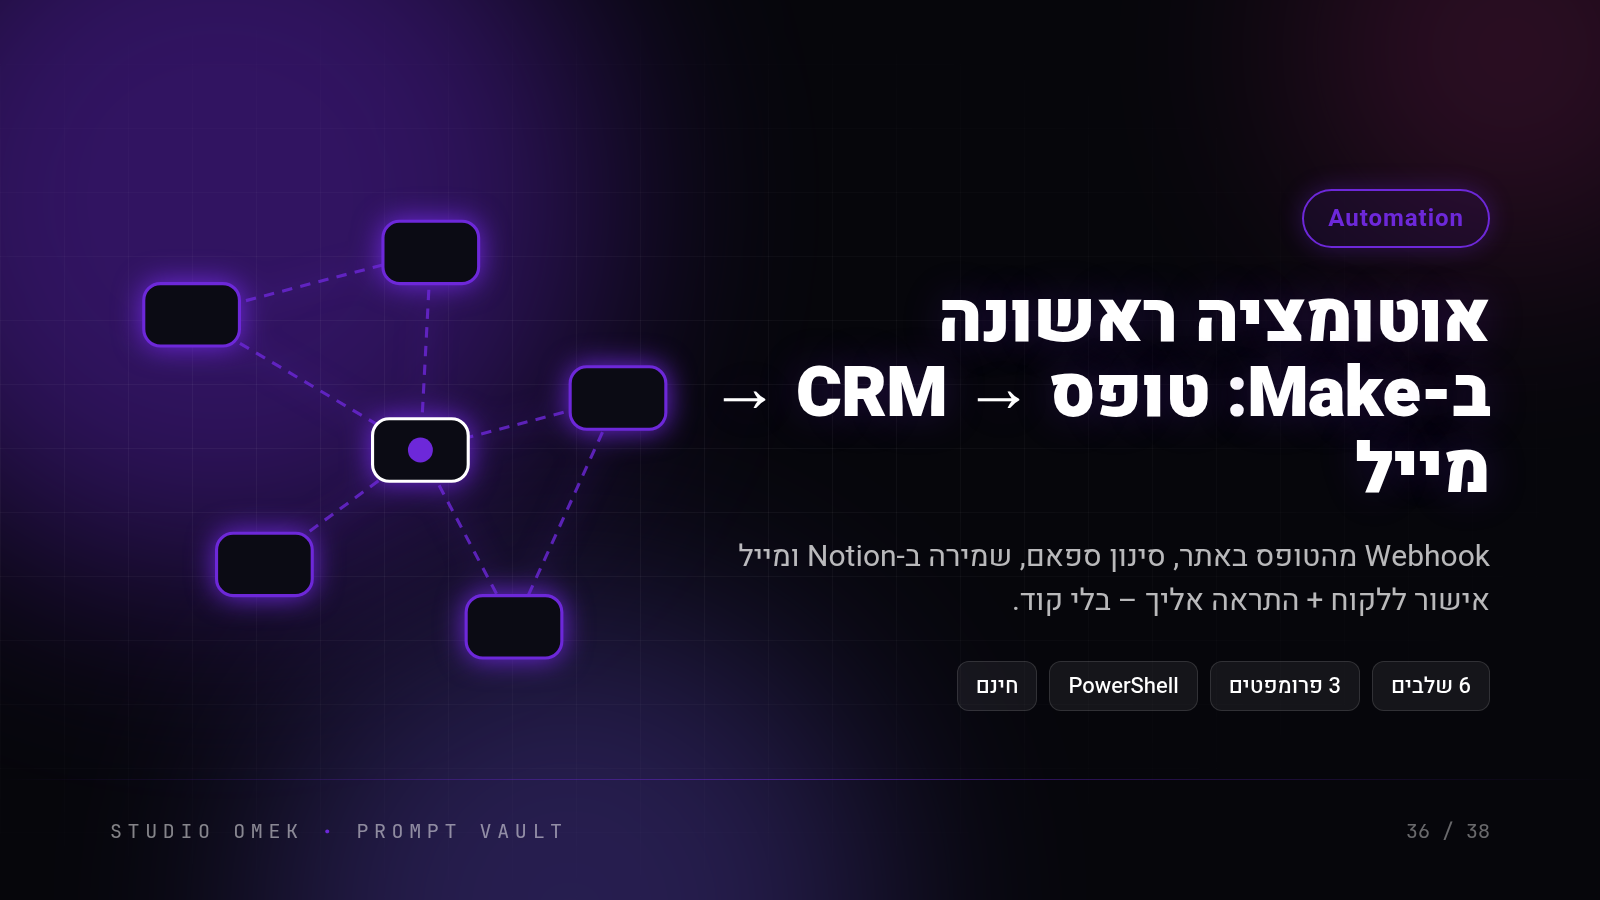 Automation
אוטומציה ראשונה
ב-Make: טופס → CRM →
מייל
Webhook מהטופס באתר, סינון ספאם, שמירה ב-Notion ומייל
אישור ללקוח + התראה אליך – בלי קוד.
6 שלבים
3 פרומפטים
PowerShell
חינם
STUDIO OMEK • PROMPT VAULT
36 / 38